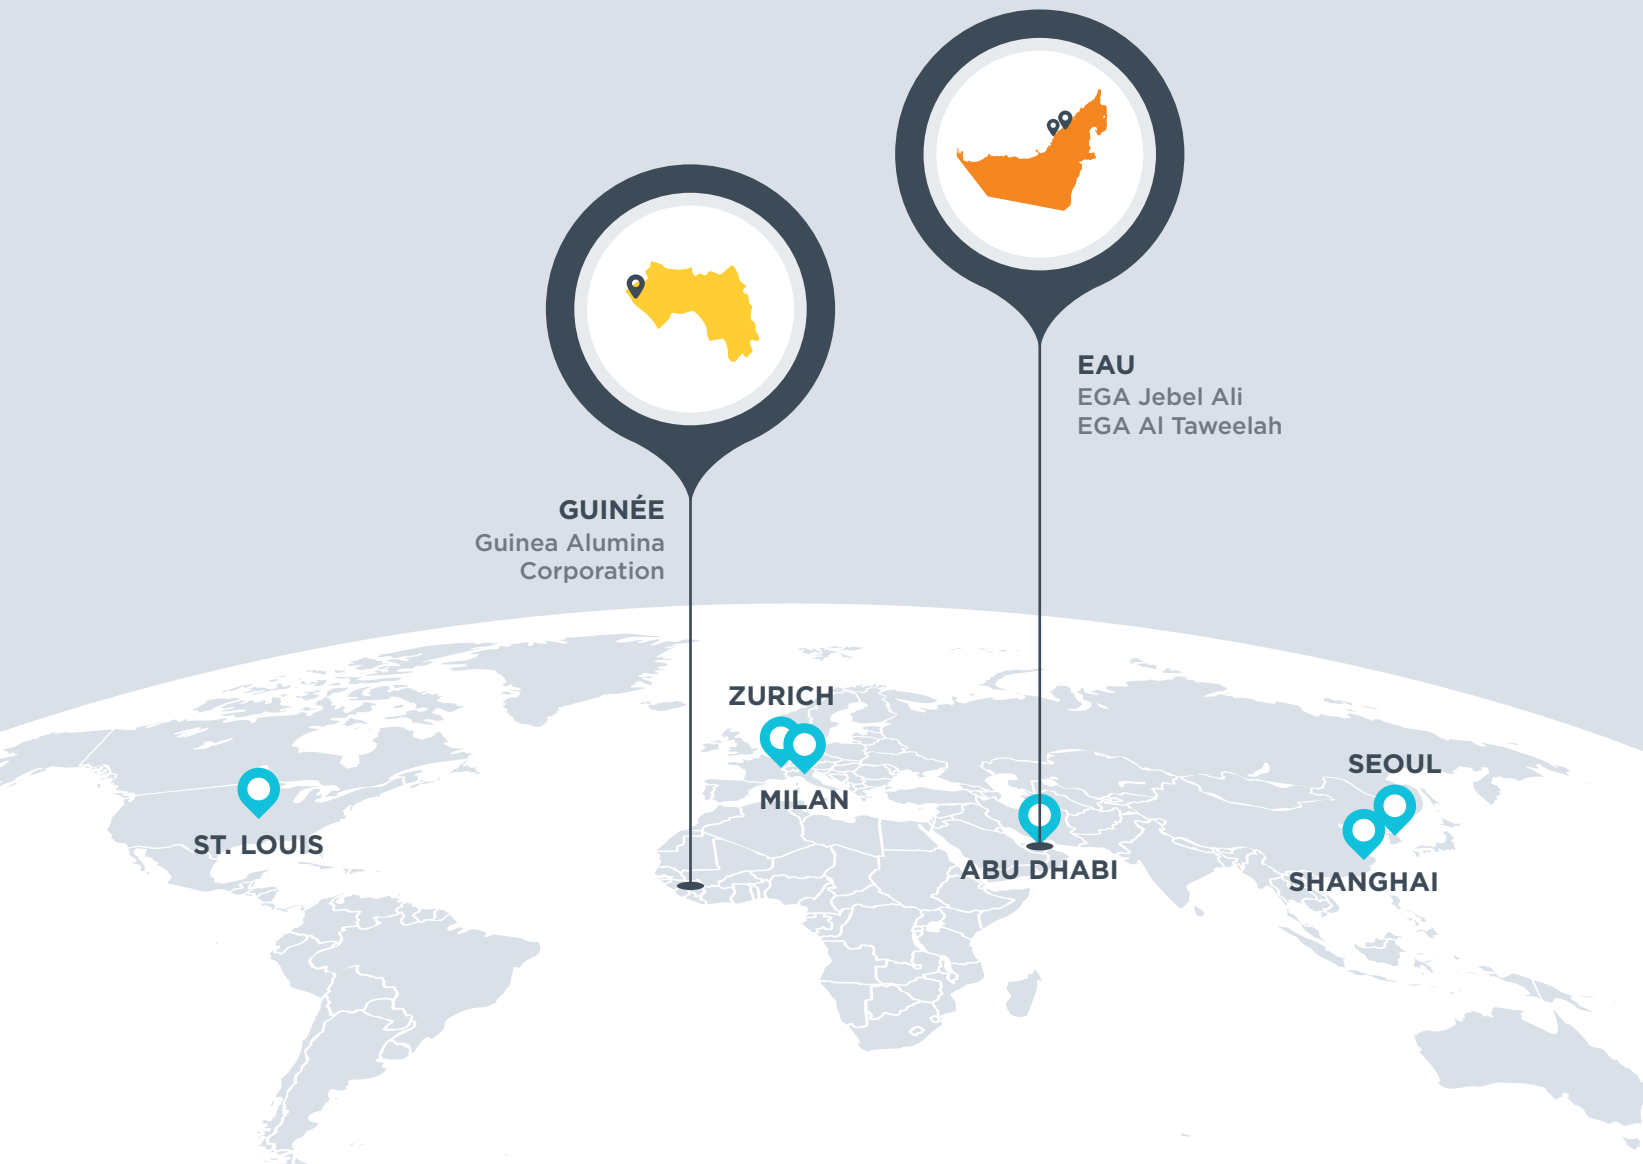 EAU
EGA Jebel Ali
EGA Al Taweelah
GUINÉE
Guinea Alumina
Corporation
ZURICH
MILAN
ST. LOUIS
ABU DHABI
SEOUL
SHANGHAI